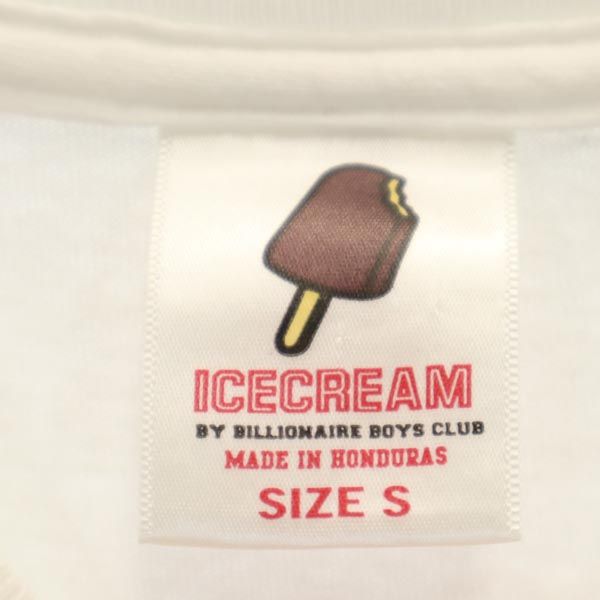 ICECREAM
BY BILLIONAIRE BOYS CLUB
MADE IN HONDURAS
SIZE S